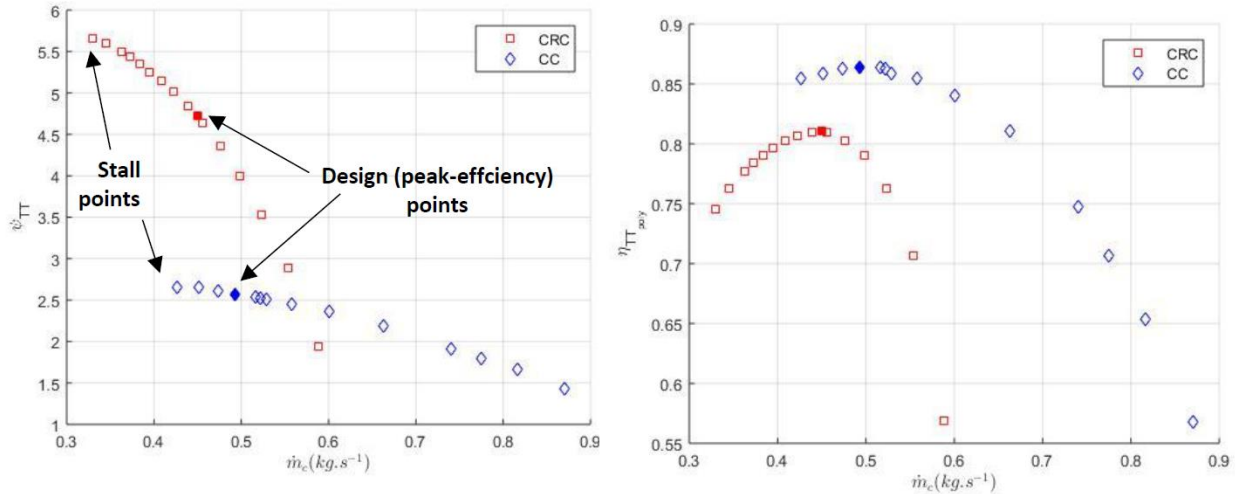 6
5.5
5
4.5
4
3.5
3
2.5
2
1.5
1
ψTT
CRC
CC
Stall
points
Design (peak-effciency)
points
0.3 0.4 0.5 0.6 0.7 0.8 0.9
ṁc(kg.s⁻¹)
0.9
0.85
0.8
0.75
0.7
0.65
0.6
0.55
ηTTpoly
CRC
CC
0.3 0.4 0.5 0.6 0.7 0.8 0.9
ṁc(kg.s⁻¹)